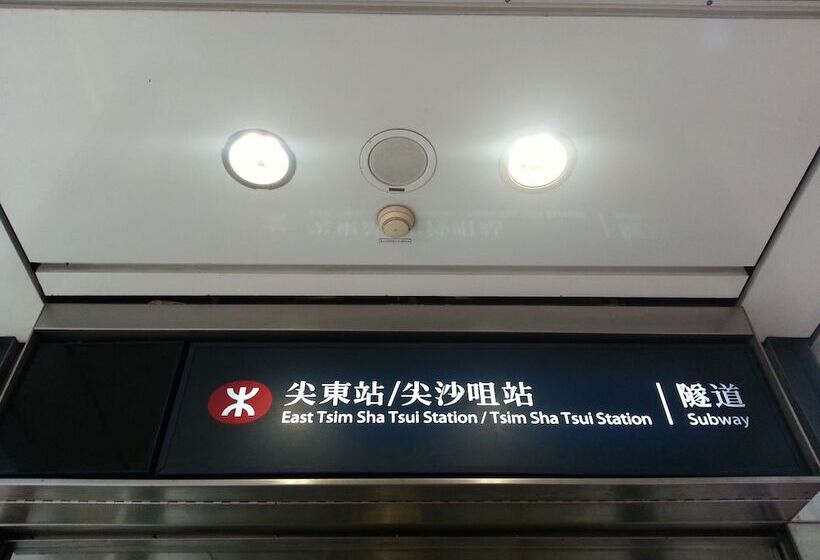 尖東站/尖沙咀站 | 隧道
East Tsim Sha Tsui Station / Tsim Sha Tsui Station | Subway